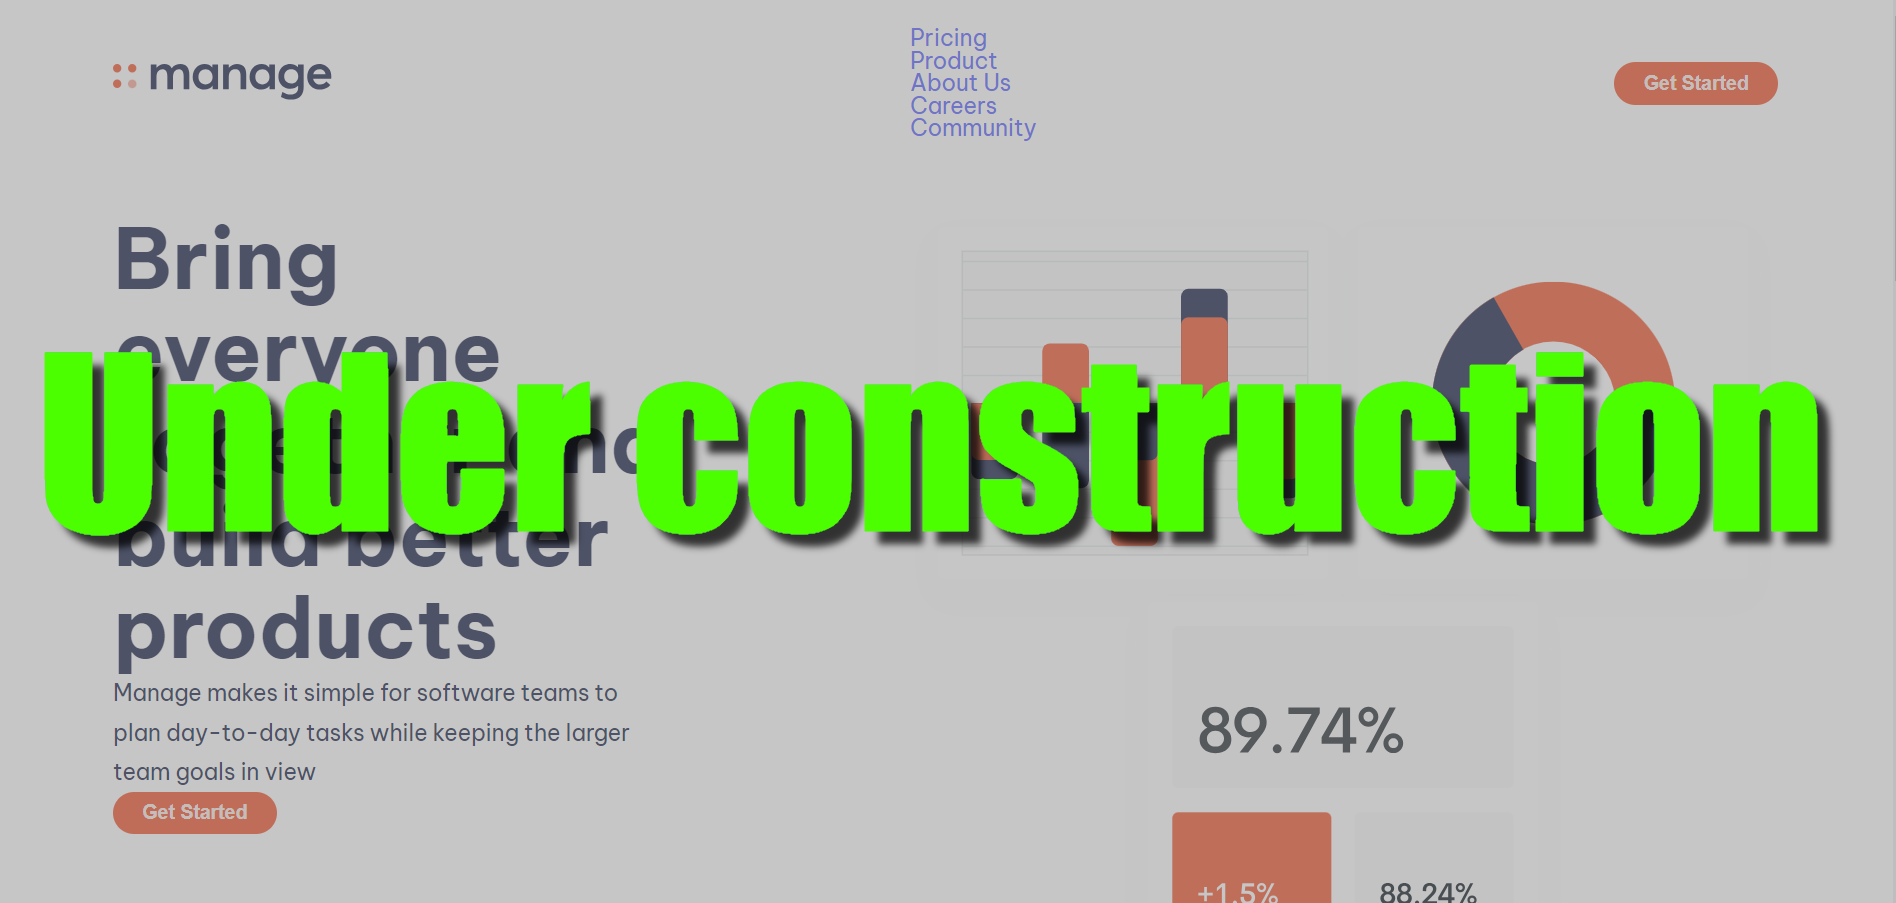 manage
Pricing
Product
About Us
Careers
Community
Get Started
Bring
everyone
Under construction
build better
products
Manage makes it simple for software teams to
plan day-to-day tasks while keeping the larger
team goals in view
Get Started
89.74%
+1.5%
88.24%